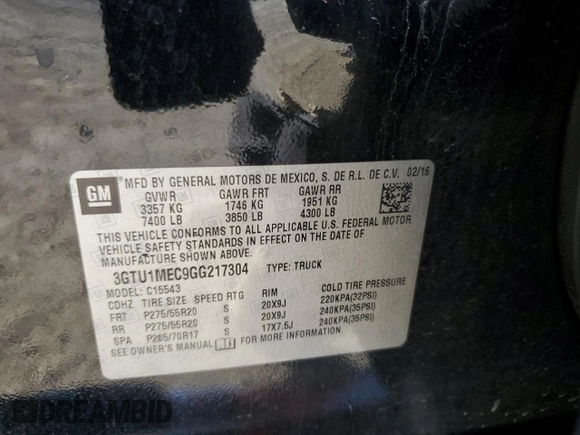 GM
MFD BY GENERAL MOTORS DE MEXICO, S. DE R.L. DE C.V. 02/16
GVWR GAWR FRT GAWR RR
3357 KG 1746 KG 1951 KG
7400 LB 3850 LB 4300 LB
THIS VEHICLE CONFORMS TO ALL APPLICABLE U.S. FEDERAL MOTOR
VEHICLE SAFETY STANDARDS IN EFFECT ON THE DATE OF
MANUFACTURE SHOWN ABOVE.
3GTU1MEC9GG217304 TYPE: TRUCK
MODEL: C15543
CDHZ TIRE SIZE SPEED RTG RIM COLD TIRE PRESSURE
FRT P275/55R20 S 20X9J 220KPA(32PSI)
RR P275/55R20 S 20X9J 240KPA(35PSI)
SPA P265/70R17 S 17X7.5J 240KPA(35PSI)
SEE OWNER'S MANUAL FOR MORE INFORMATION.
DREAMBID